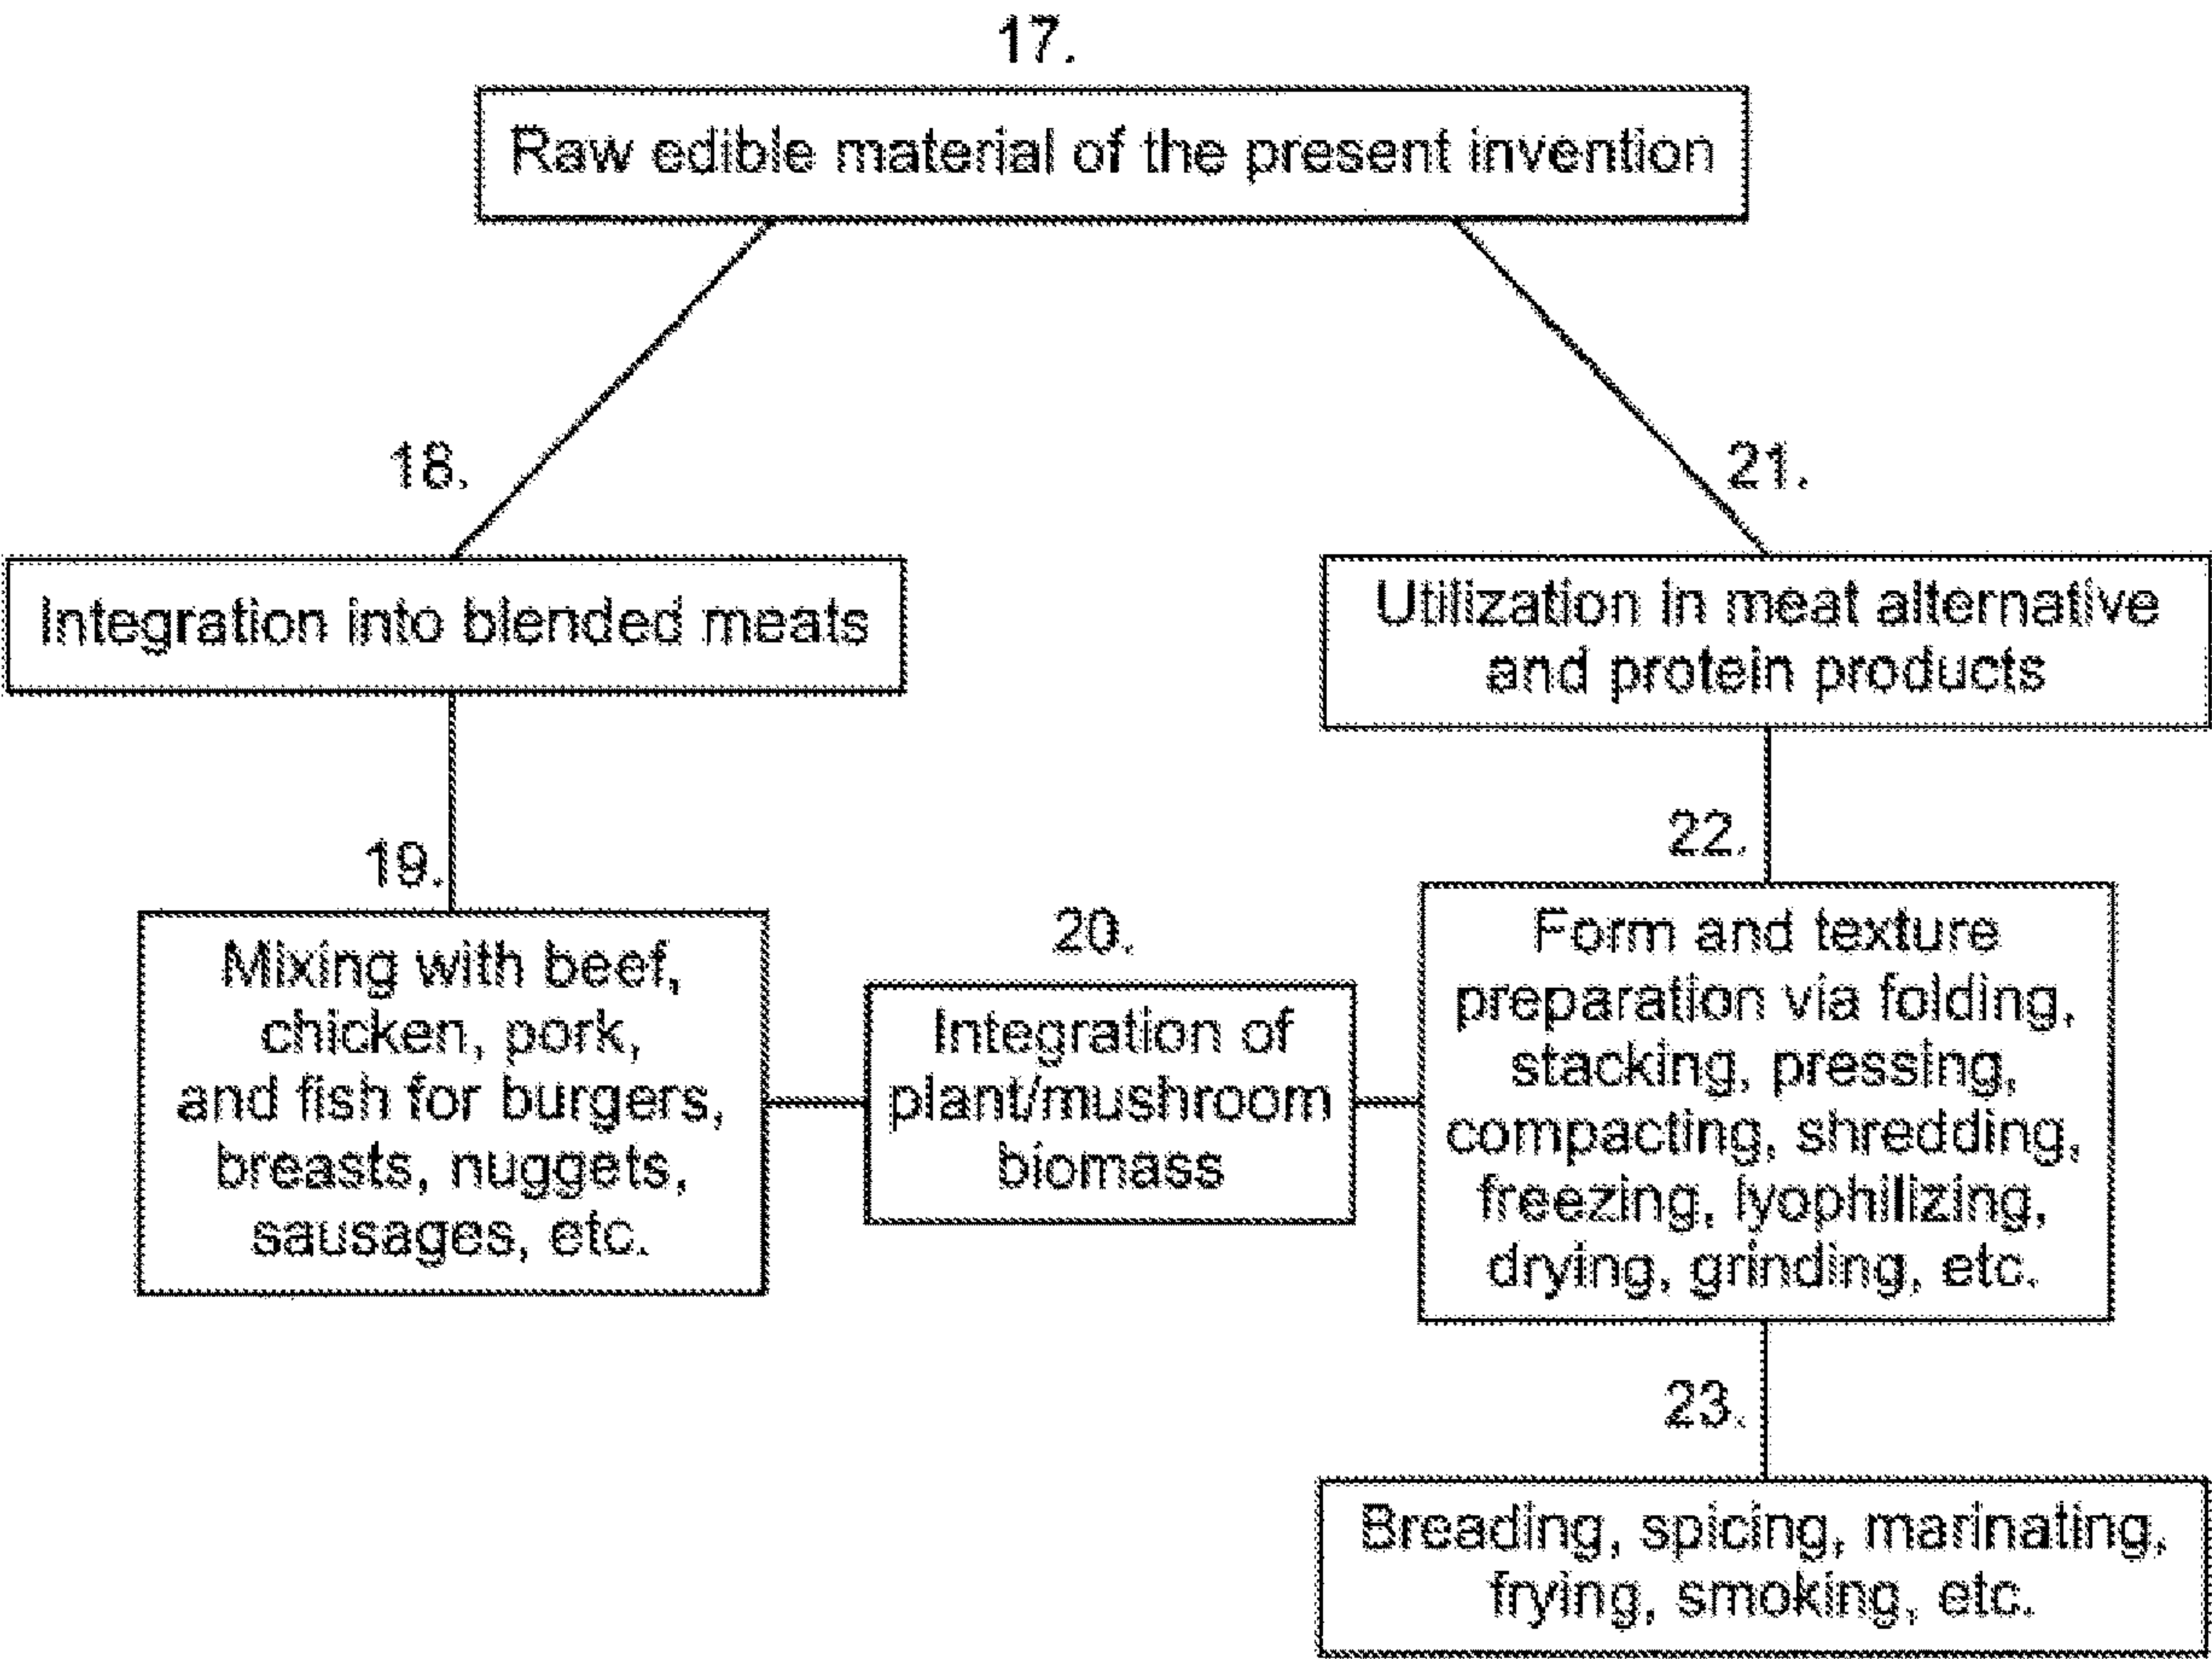 17.
Raw edible material of the present invention
18.
Integration into blended meats
19.
Mixing with beef,
chicken, pork,
and fish for burgers,
breasts, nuggets,
sausages, etc.
20.
Integration of
plant/mushroom
biomass
21.
Utilization in meat alternative
and protein products
22.
Form and texture
preparation via folding,
stacking, pressing,
compacting, shredding,
freezing, lyophilizing,
drying, grinding, etc.
23.
Breading, spicing, marinating,
frying, smoking, etc.